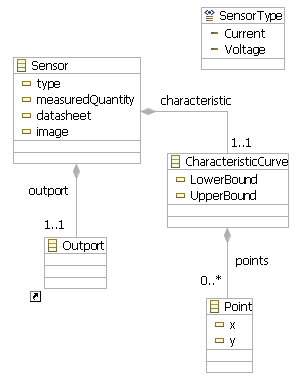 SensorType
Current
Voltage
Sensor
type
measuredQuantity
datasheet
image
characteristic
1..1
CharacteristicCurve
LowerBound
UpperBound
outport
1..1
Outport
points
0..*
Point
x
y